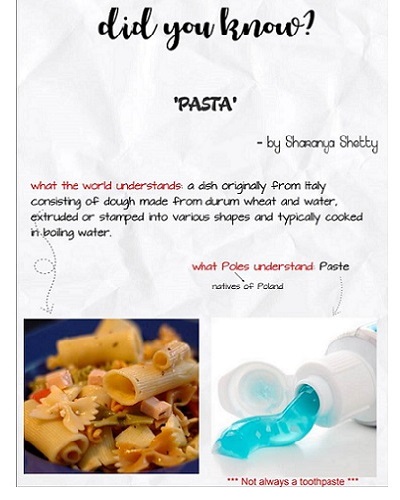 did you know?
'PASTA'
- by Sharanya Shetty
what the world understands: a dish originally from Italy
consisting of dough made from durum wheat and water,
extruded or stamped into various shapes and typically cooked
in boiling water.
what Poles understand: Paste
natives of Poland
*** Not always a toothpaste ***